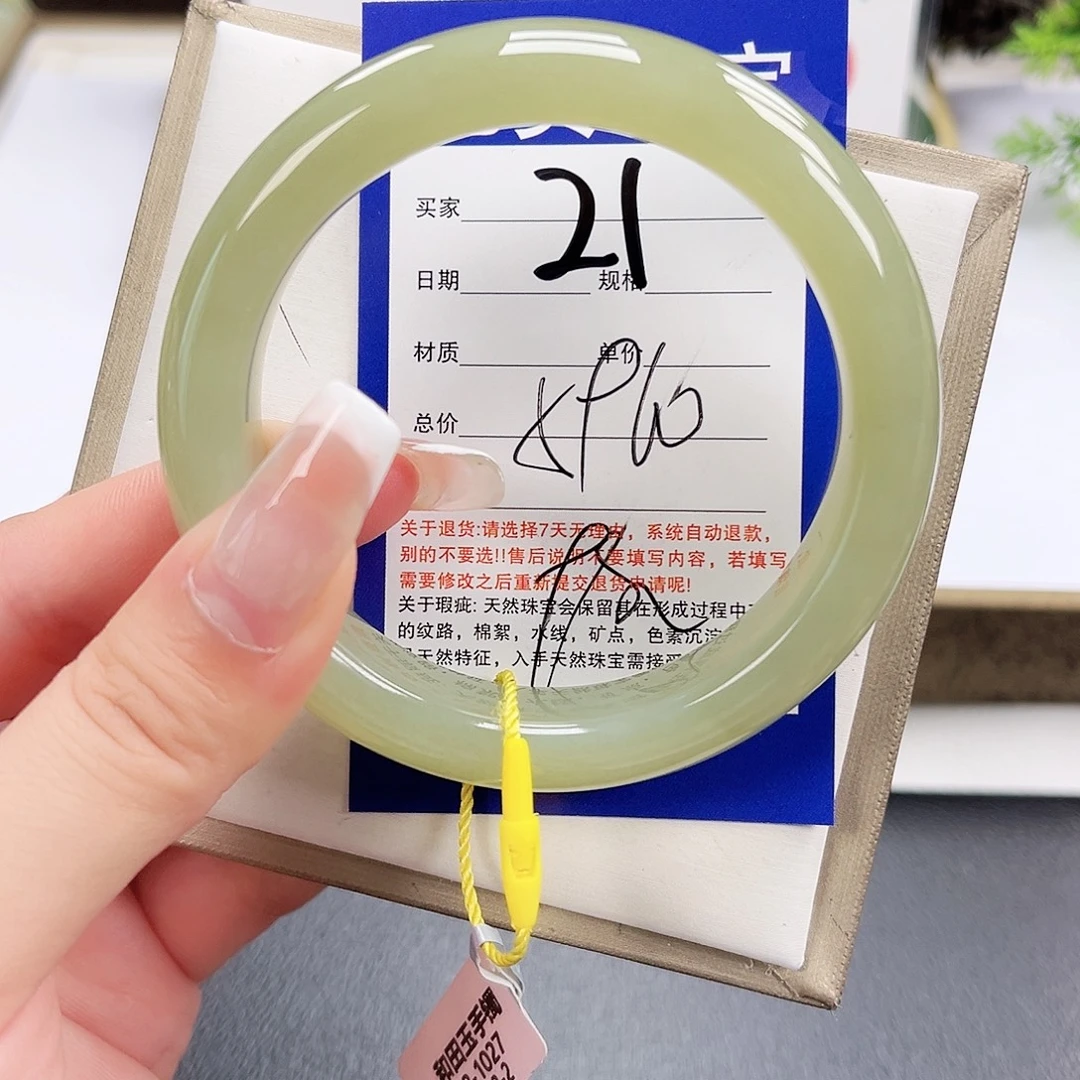 买家 21
日期 规格
材质 单价
总价
关于退货:请选择7天无理由，系统自动退款，
别的不要选!!售后说明不要填写内容，若填写
需要修改之后重新提交退货申请呢!
关于瑕疵: 天然珠宝会保留其在形成过程中
的纹路，棉絮，水线，矿点，色素沉淀
天然特征，入手天然珠宝需接受
和田玉手镯
-1027